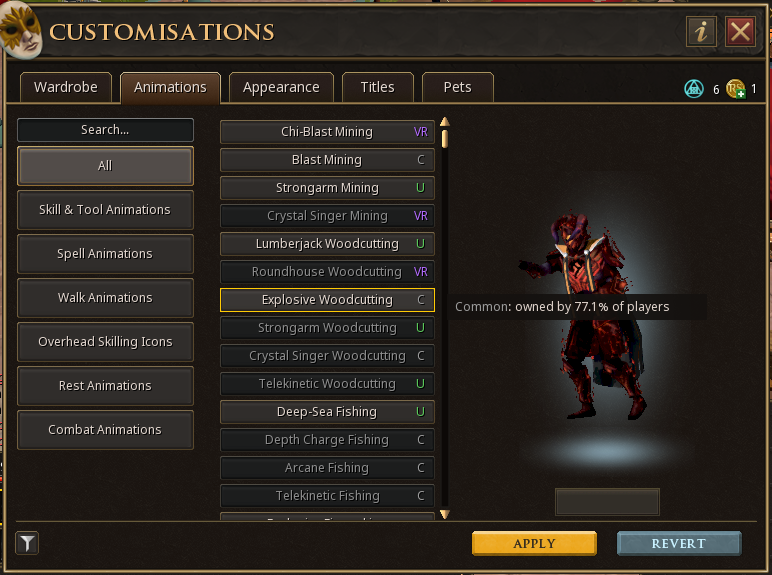 CUSTOMISATIONS
i
Wardrobe
Animations
Appearance
Titles
Pets
6
1
Search...
All
Skill & Tool Animations
Spell Animations
Walk Animations
Overhead Skilling Icons
Rest Animations
Combat Animations
Chi-Blast Mining VR
Blast Mining C
Strongarm Mining U
Crystal Singer Mining VR
Lumberjack Woodcutting U
Roundhouse Woodcutting VR
Explosive Woodcutting C
Strongarm Woodcutting U
Crystal Singer Woodcutting C
Telekinetic Woodcutting U
Deep-Sea Fishing U
Depth Charge Fishing C
Arcane Fishing C
Telekinetic Fishing C
Common: owned by 77.1% of players
APPLY
REVERT